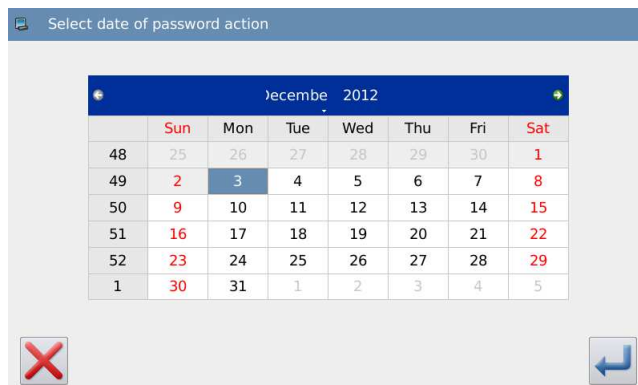 Select date of password action
Decembe 2012
Sun Mon Tue Wed Thu Fri Sat
48 25 26 27 28 29 30 1
49 2 3 4 5 6 7 8
50 9 10 11 12 13 14 15
51 16 17 18 19 20 21 22
52 23 24 25 26 27 28 29
1 30 31 1 2 3 4 5